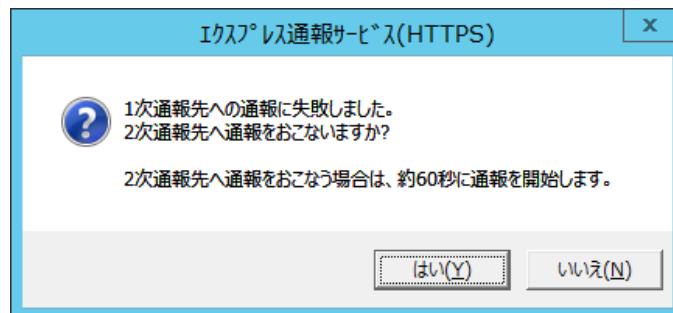 エクスプレス通報サービス(HTTPS)
x
1次通報先への通報に失敗しました。
2次通報先へ通報をおこないますか?
2次通報先へ通報をおこなう場合は、約60秒に通報を開始します。
はい(Y)
いいえ(N)